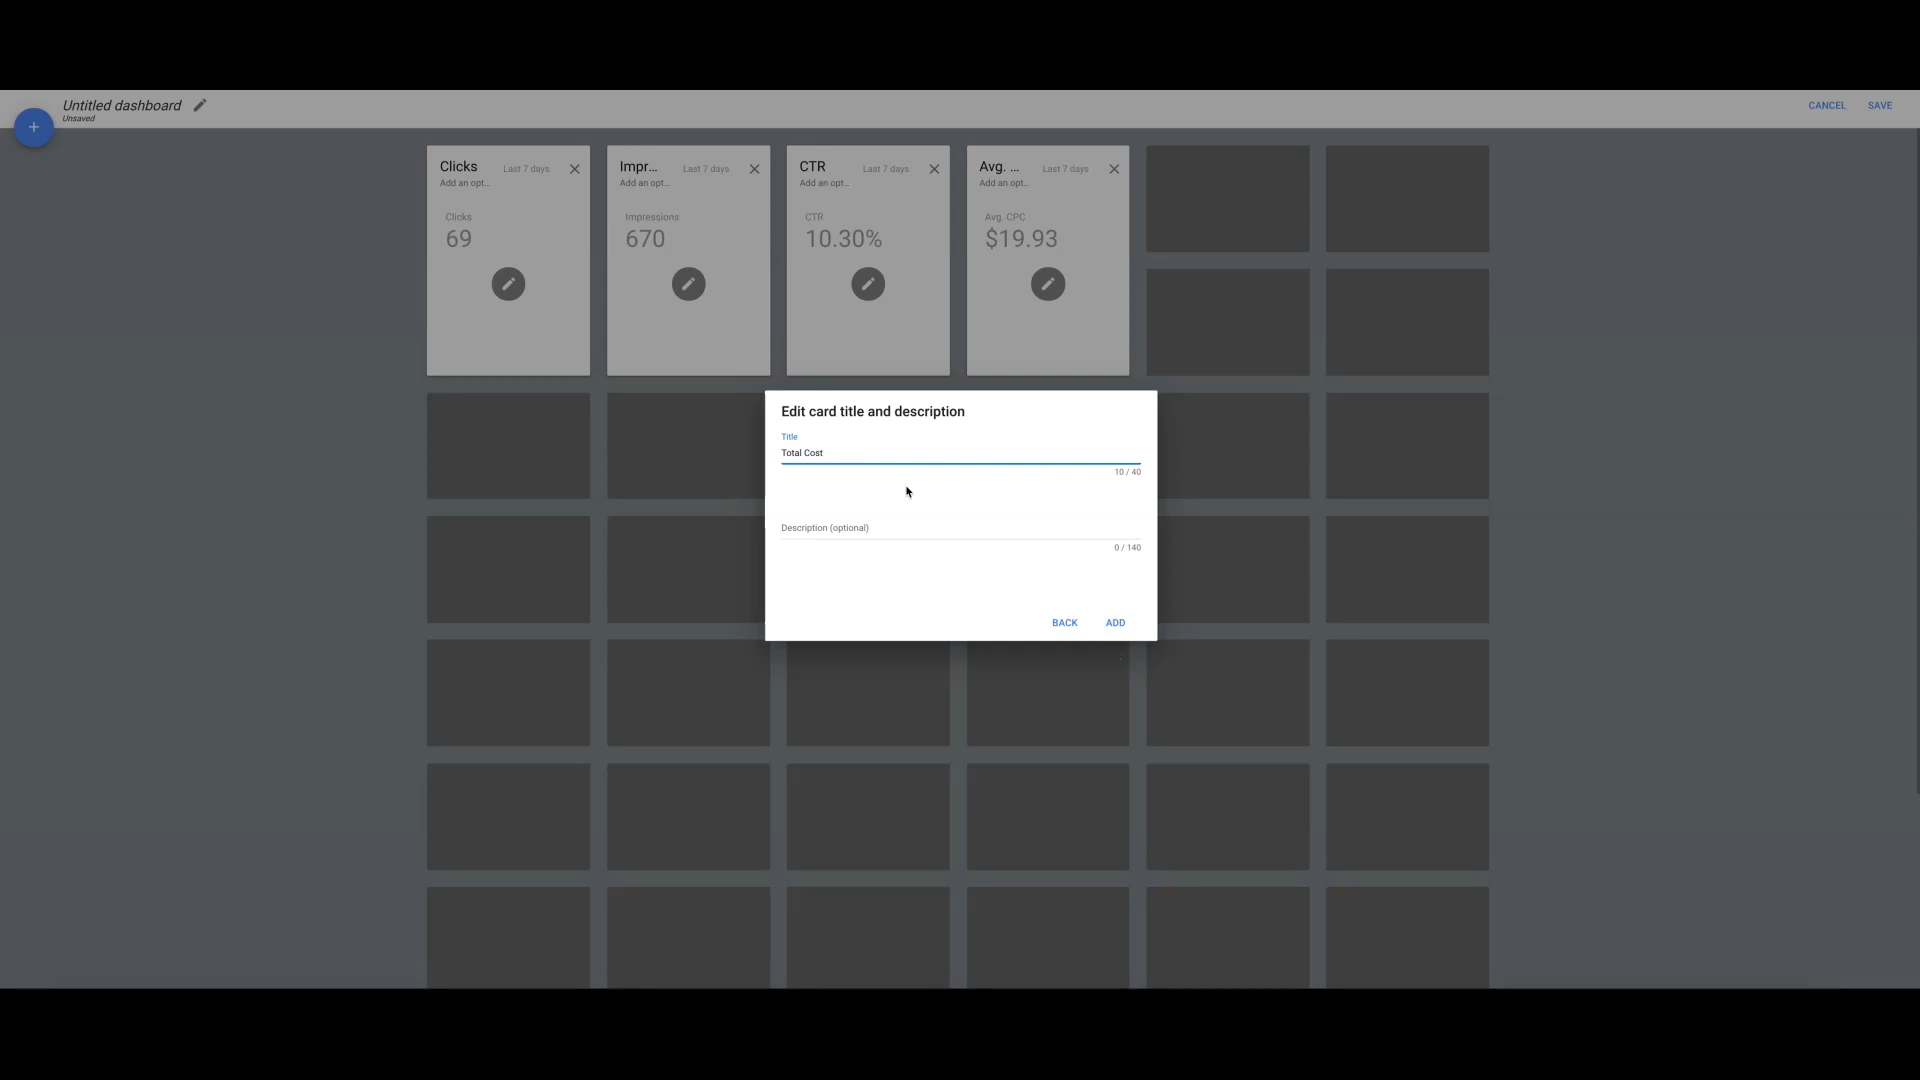 Untitled dashboard
Unsaved
CANCEL SAVE
+
Clicks Last 7 days
Add an opt...
Clicks
69
Impr... Last 7 days
Add an opt...
Impressions
670
CTR Last 7 days
Add an opt...
CTR
10.30%
Avg. ... Last 7 days
Add an opt...
Avg. CPC
$19.93
Edit card title and description
Title
Total Cost
10 / 40
Description (optional)
0 / 140
BACK ADD